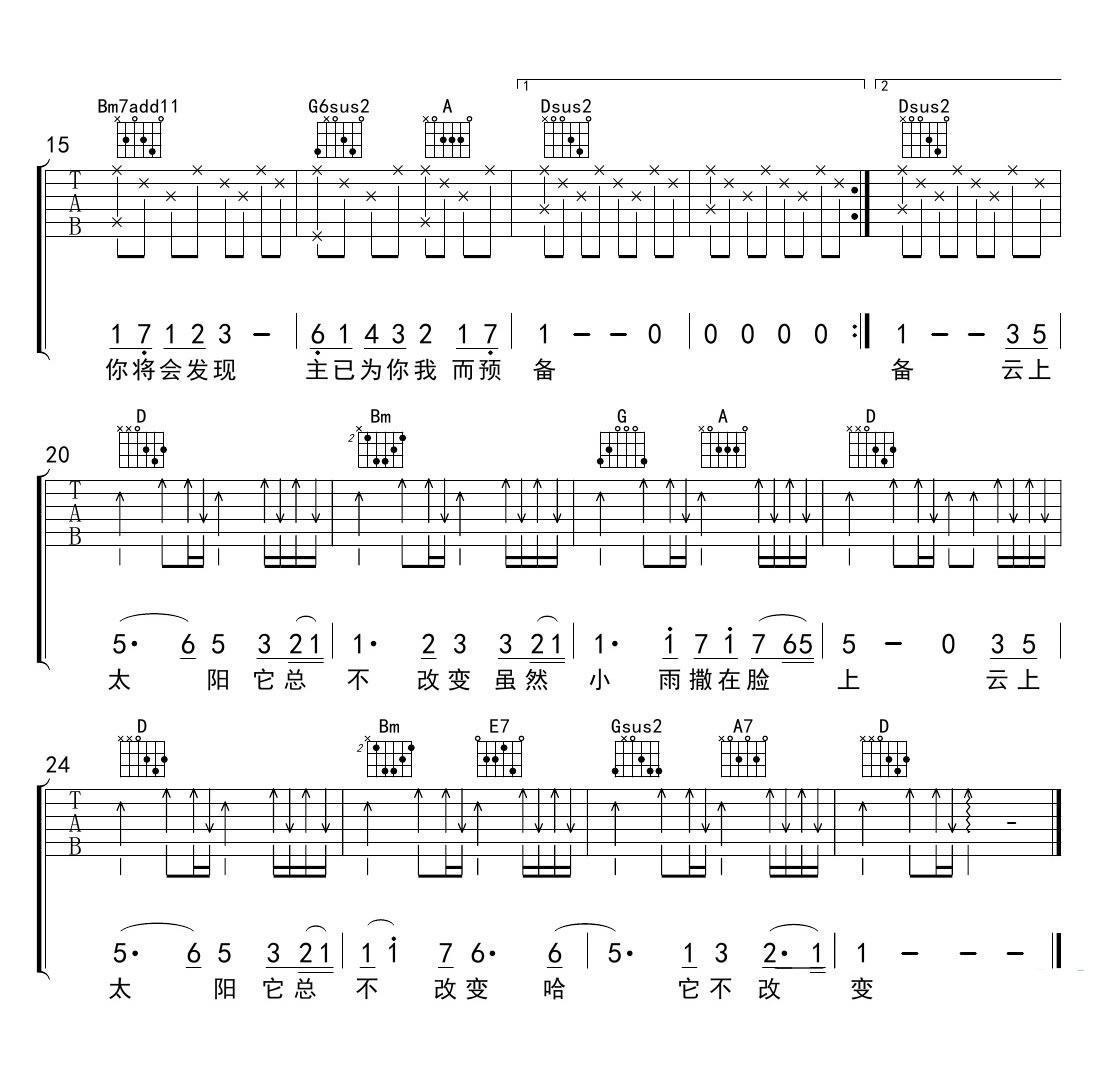 1 2
Bm7add11 G6sus2 A Dsus2 Dsus2
15
T A B
1 7 1 2 3 – 6 1 4 3 2 1 7 1 – – 0 0 0 0 0 1 – – 3 5
你将会发现 主已为你我 而预 备 备 云上
D Bm G A D
2
20
T A B
5· 6 5 3 2 1 1· 2 3 3 2 1 1· 1 7 1 7 6 5 5 – 0 3 5
太 阳 它 总 不 改变 虽然 小 雨撒在脸 上 云上
D Bm E7 Gsus2 A7 D
2
24
T A B
5· 6 5 3 2 1 1 1 7 6· 6 5· 1 3 2· 1 1 – – –
太 阳 它 总 不 改变 哈 它不改 变